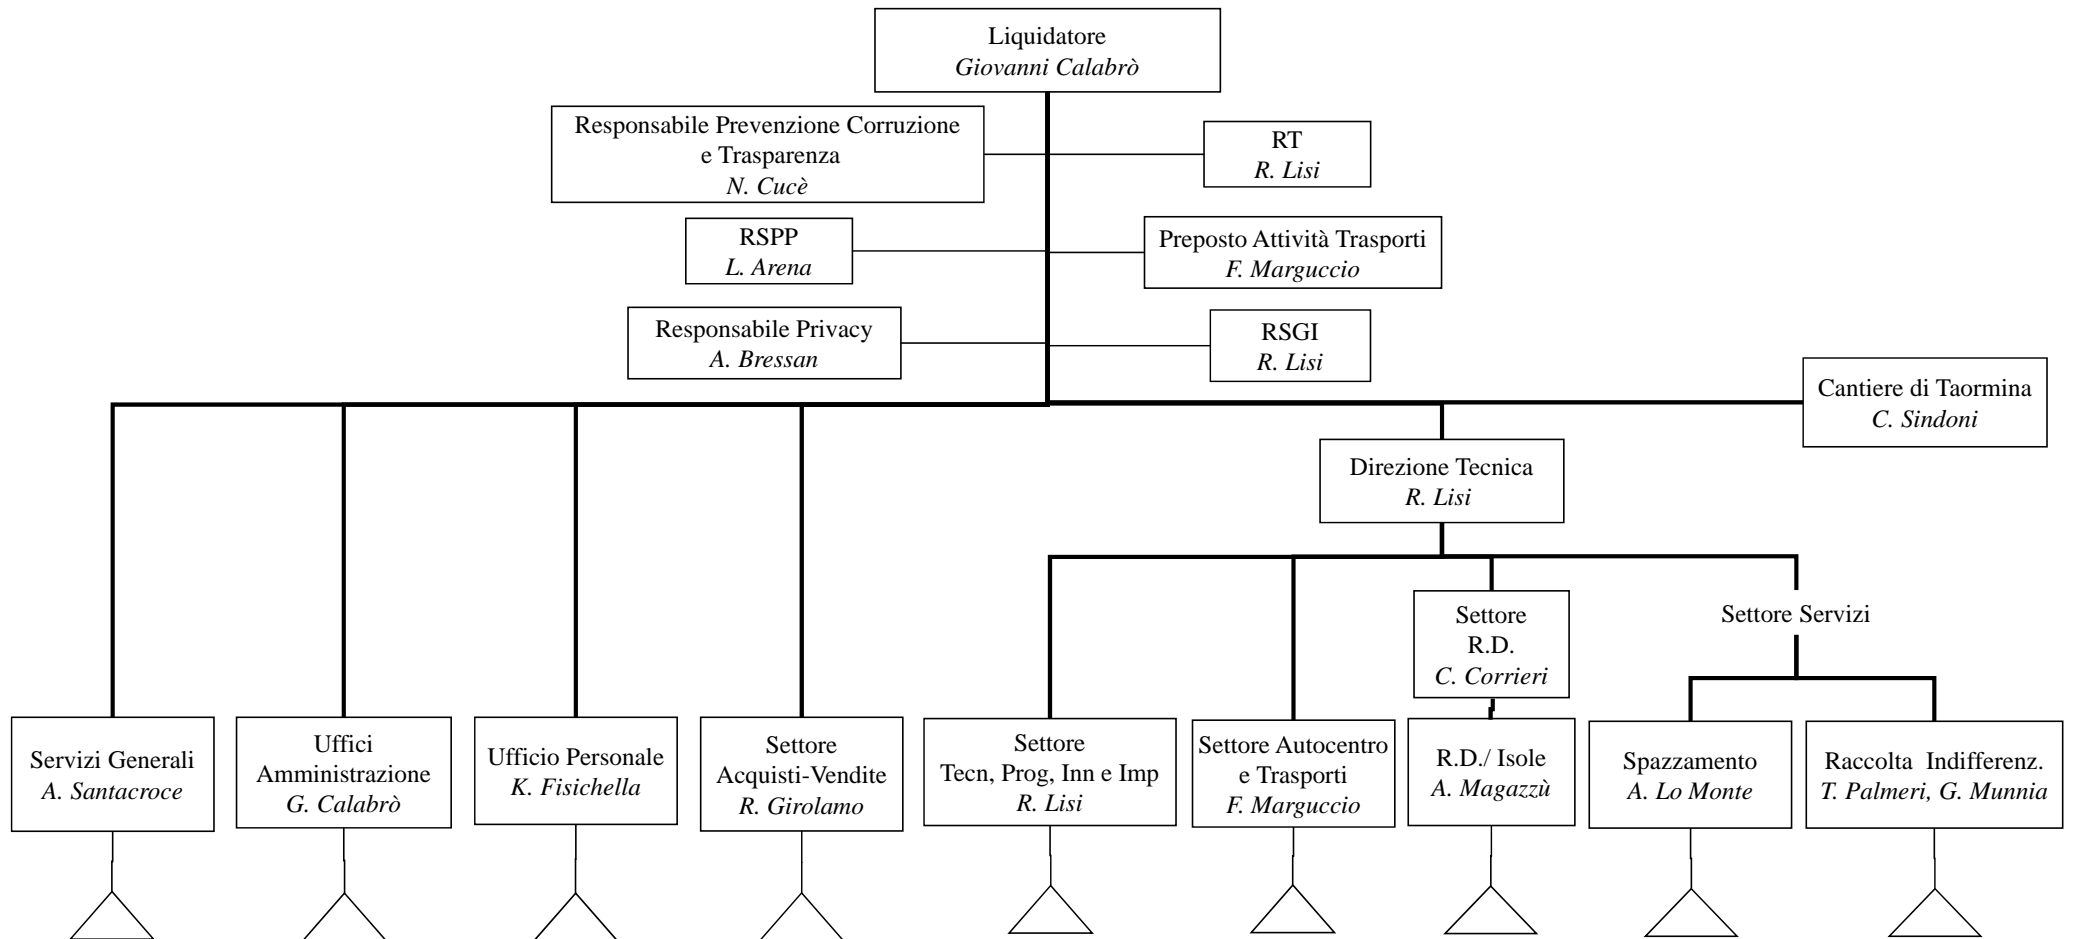 Liquidatore
Giovanni Calabrò
Responsabile Prevenzione Corruzione
e Trasparenza
N. Cucè
RT
R. Lisi
RSPP
L. Arena
Preposto Attività Trasporti
F. Marguccio
Responsabile Privacy
A. Bressan
RSGI
R. Lisi
Cantiere di Taormina
C. Sindoni
Direzione Tecnica
R. Lisi
Settore
R.D.
C. Corrieri
Settore Servizi
Servizi Generali
A. Santacroce
Uffici
Amministrazione
G. Calabrò
Ufficio Personale
K. Fisichella
Settore
Acquisti-Vendite
R. Girolamo
Settore
Tecn, Prog, Inn e Imp
R. Lisi
Settore Autocentro
e Trasporti
F. Marguccio
R.D./ Isole
A. Magazzù
Spazzamento
A. Lo Monte
Raccolta Indifferenz.
T. Palmeri, G. Munnia